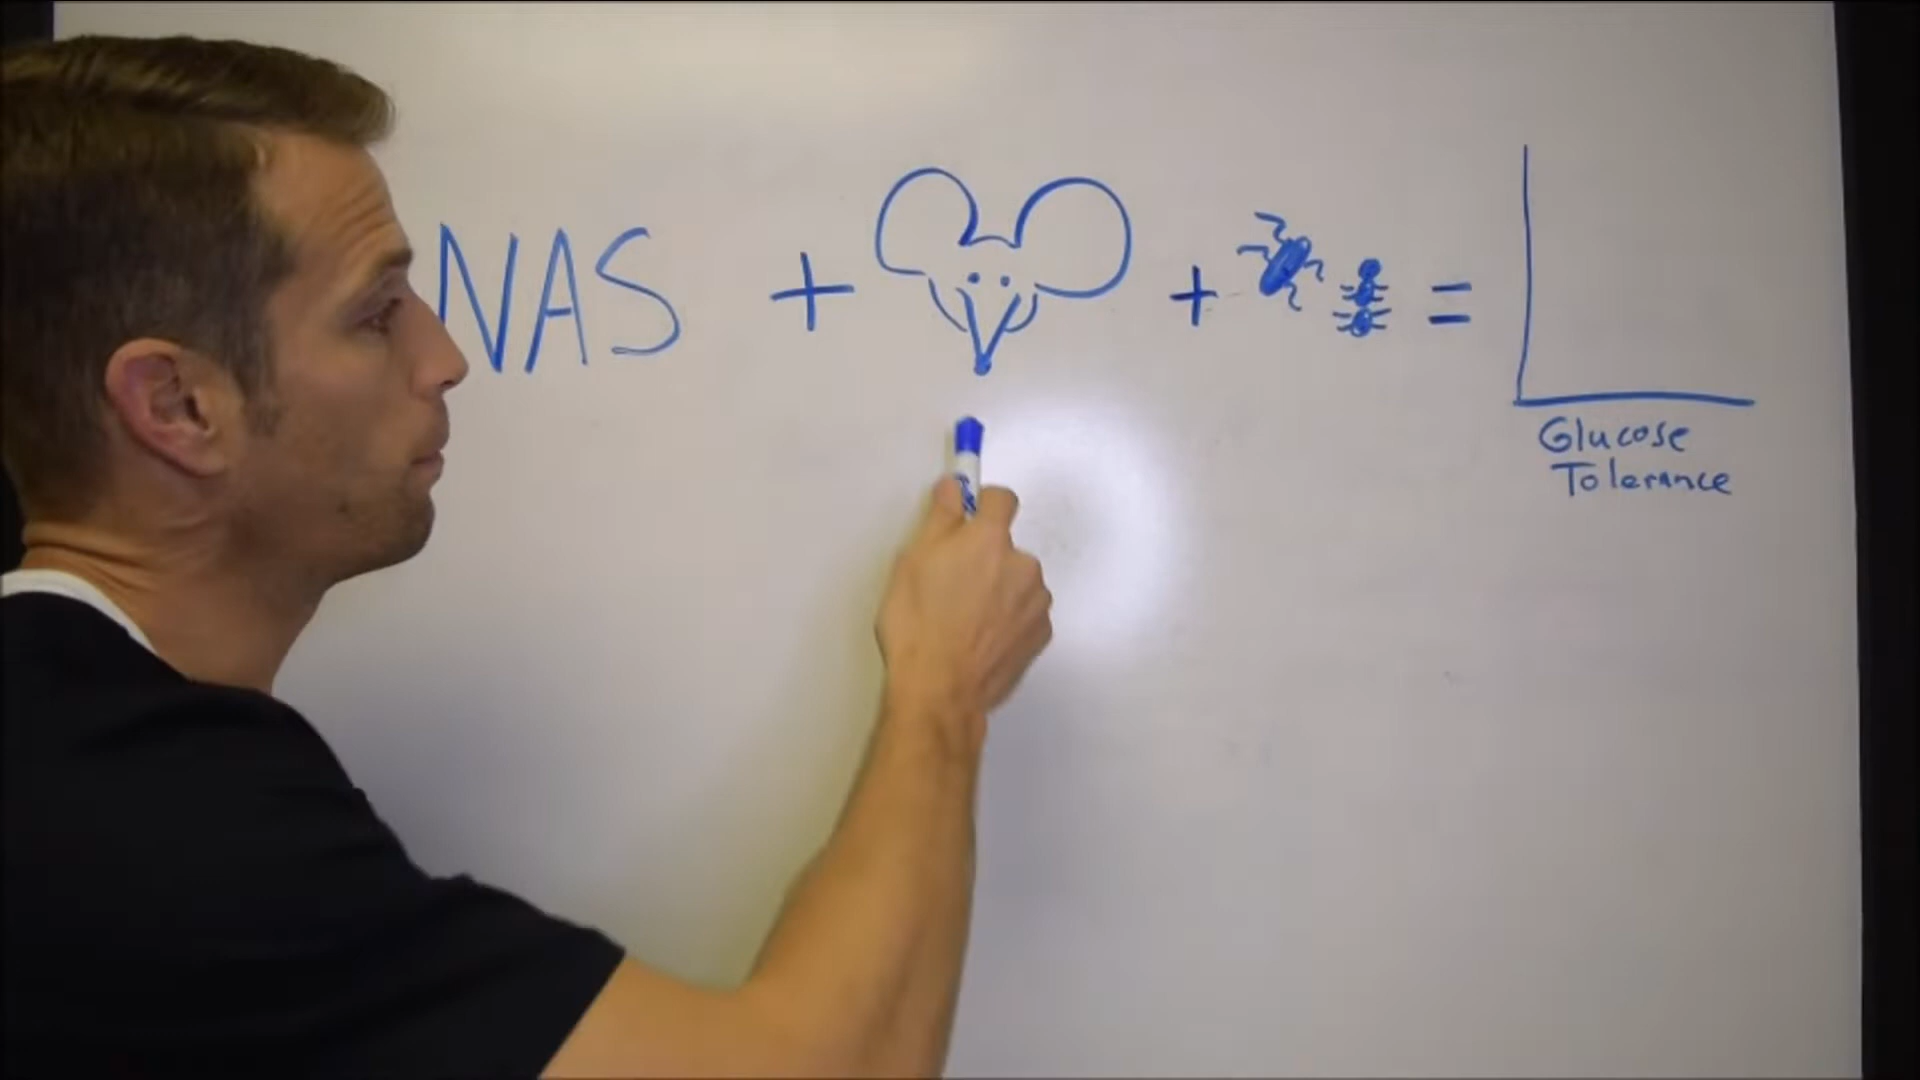 NAS + + =
Glucose
Tolerance